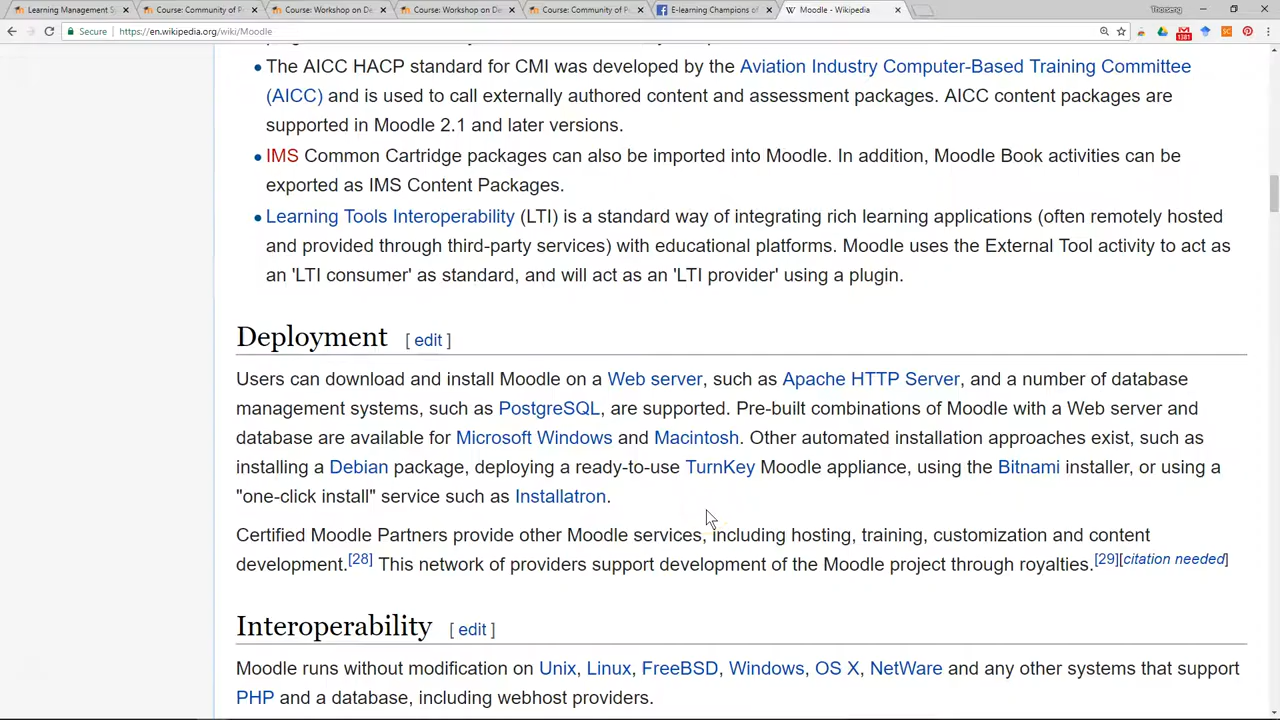 Learning Management S
Course: Community of P
Course: Workshop on De
Course: Workshop on De
Course: Community of P
E-learning Champions of
Moodle - Wikipedia
Secure
https://en.wikipedia.org/wiki/Moodle
The AICC HACP standard for CMI was developed by the Aviation Industry Computer-Based Training Committee
(AICC) and is used to call externally authored content and assessment packages. AICC content packages are
supported in Moodle 2.1 and later versions.
IMS Common Cartridge packages can also be imported into Moodle. In addition, Moodle Book activities can be
exported as IMS Content Packages.
Learning Tools Interoperability (LTI) is a standard way of integrating rich learning applications (often remotely hosted
and provided through third-party services) with educational platforms. Moodle uses the External Tool activity to act as
an 'LTI consumer' as standard, and will act as an 'LTI provider' using a plugin.
Deployment [ edit ]
Users can download and install Moodle on a Web server, such as Apache HTTP Server, and a number of database
management systems, such as PostgreSQL, are supported. Pre-built combinations of Moodle with a Web server and
database are available for Microsoft Windows and Macintosh. Other automated installation approaches exist, such as
installing a Debian package, deploying a ready-to-use TurnKey Moodle appliance, using the Bitnami installer, or using a
"one-click install" service such as Installatron.
Certified Moodle Partners provide other Moodle services, including hosting, training, customization and content
development.[28] This network of providers support development of the Moodle project through royalties.[29][citation needed]
Interoperability [ edit ]
Moodle runs without modification on Unix, Linux, FreeBSD, Windows, OS X, NetWare and any other systems that support
PHP and a database, including webhost providers.